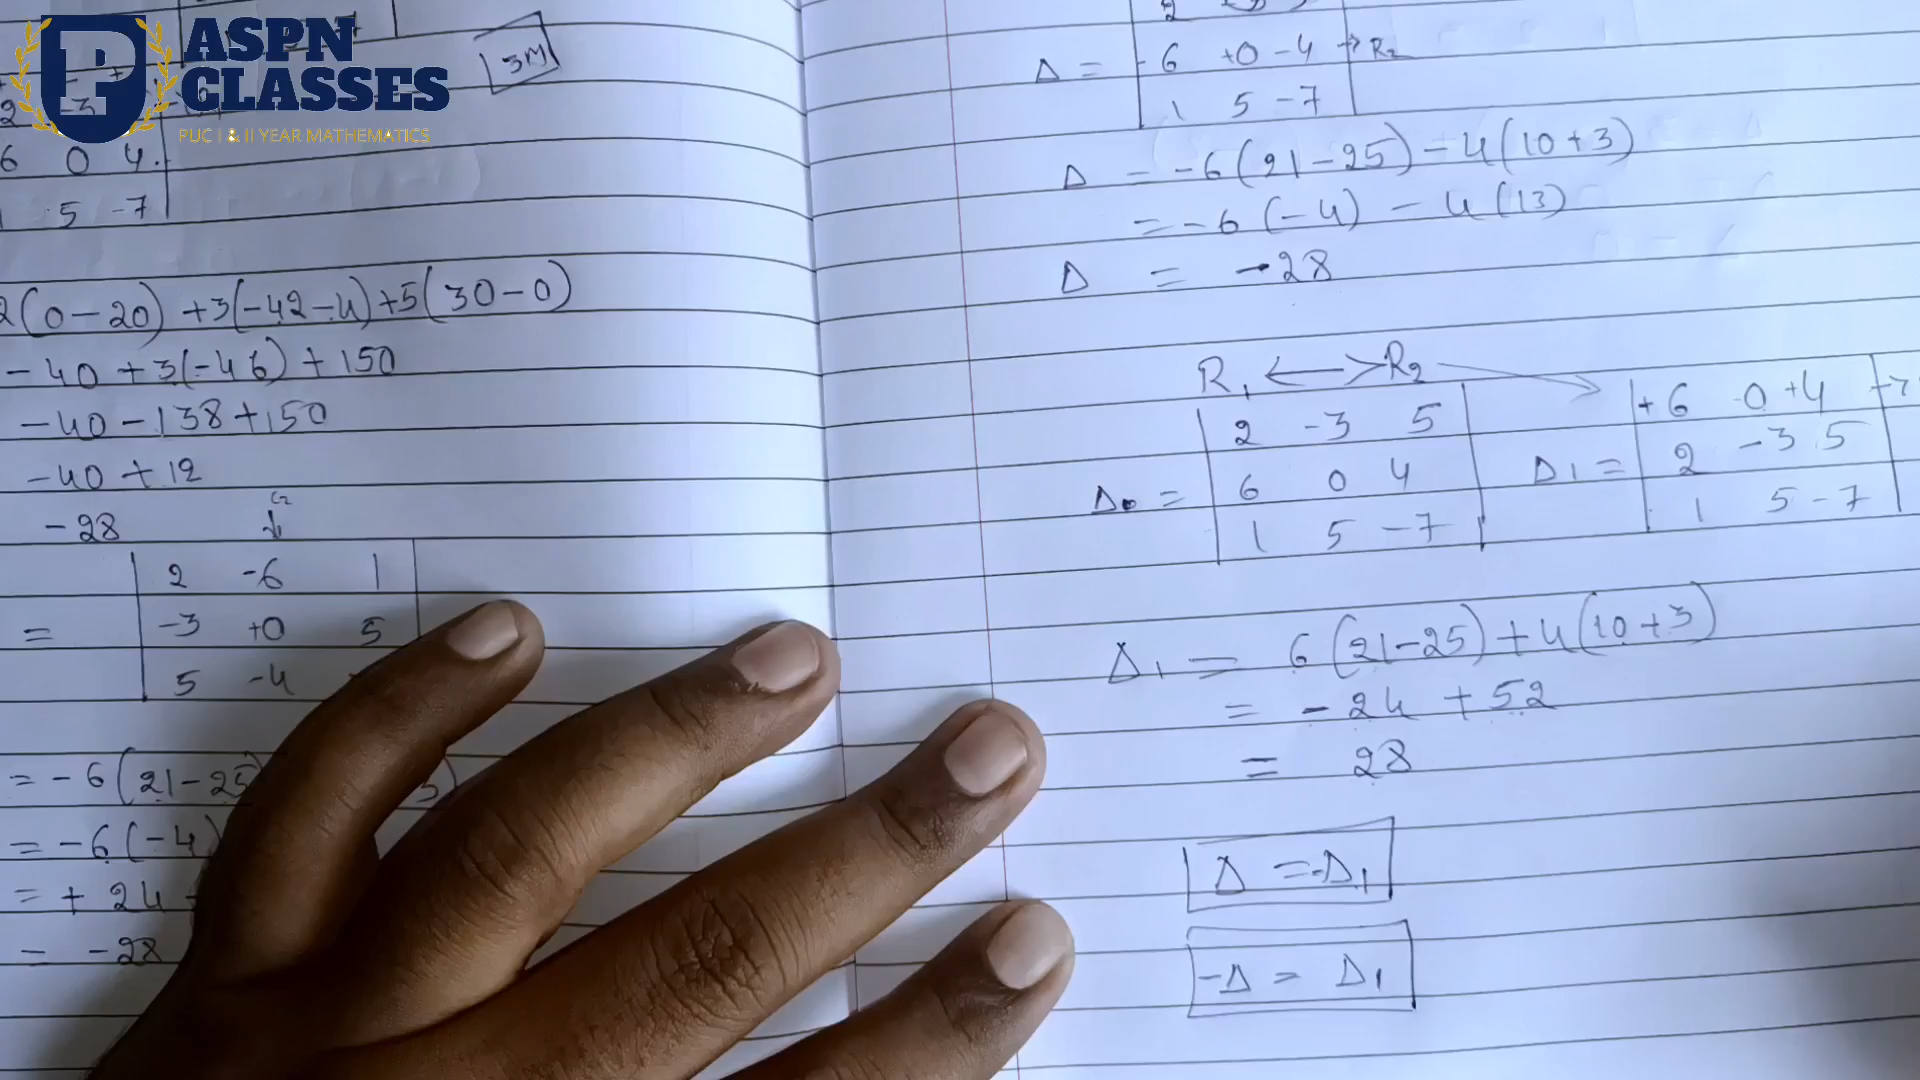 ASPN
CLASSES
PUC I & II YEAR MATHEMATICS
3M
6 0 4
5 -7
2(0-20) +3(-42-4)+5(30-0)
-40 +3(-46) +150
-40 -138 +150
-40 +12
-28
C2
2 -6 1
= -3 +0 5
5 -4
= -6(21-25
= -6(-4)
= + 24
= -28
Δ = -6 +0 -4 → R2
1 5 -7
Δ = -6(21-25) -4(10+3)
= -6(-4) - 4(13)
Δ = -28
R1 ⟷ R2
2 -3 5
Δ = 6 0 4
1 5 -7
+6 0 +4
Δ1 = 2 -3 5
1 5 -7
Δ1 = 6(21-25)+4(10+3)
= -24 +52
= 28
Δ = -Δ1
-Δ = Δ1